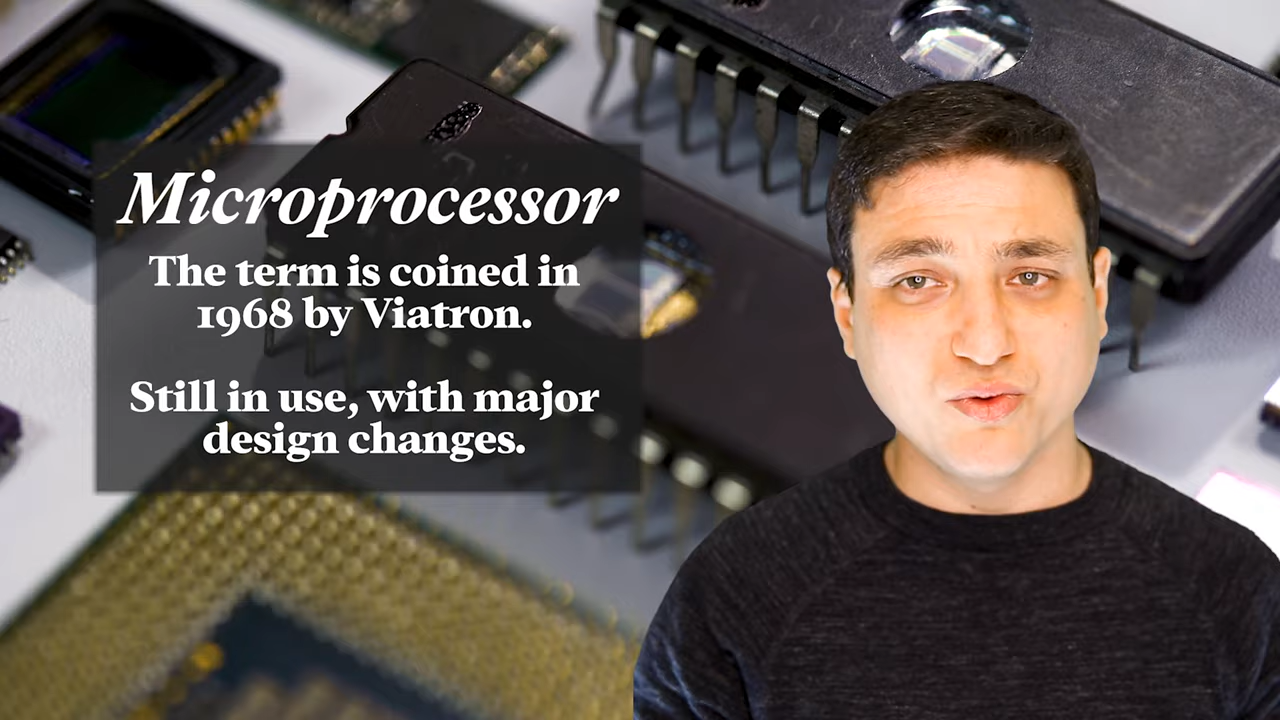 Microprocessor
The term is coined in
1968 by Viatron.
Still in use, with major
design changes.